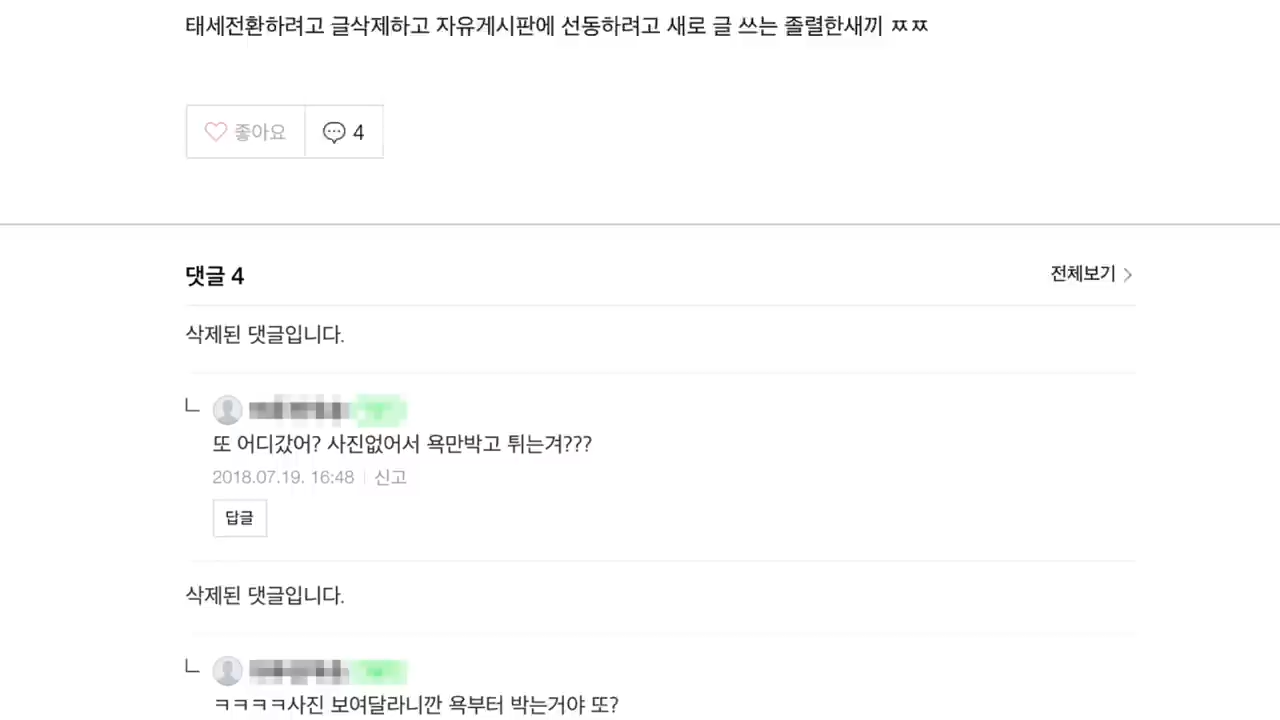 태세전환하려고 글삭제하고 자유게시판에 선동하려고 새로 글 쓰는 졸렬한새끼 ㅉㅉ
좋아요 4
댓글 4 전체보기
삭제된 댓글입니다.
또 어디갔어? 사진없어서 욕만박고 튀는겨???
2018.07.19. 16:48 신고
답글
삭제된 댓글입니다.
ㅋㅋㅋㅋ사진 보여달라니깐 욕부터 박는거야 또?